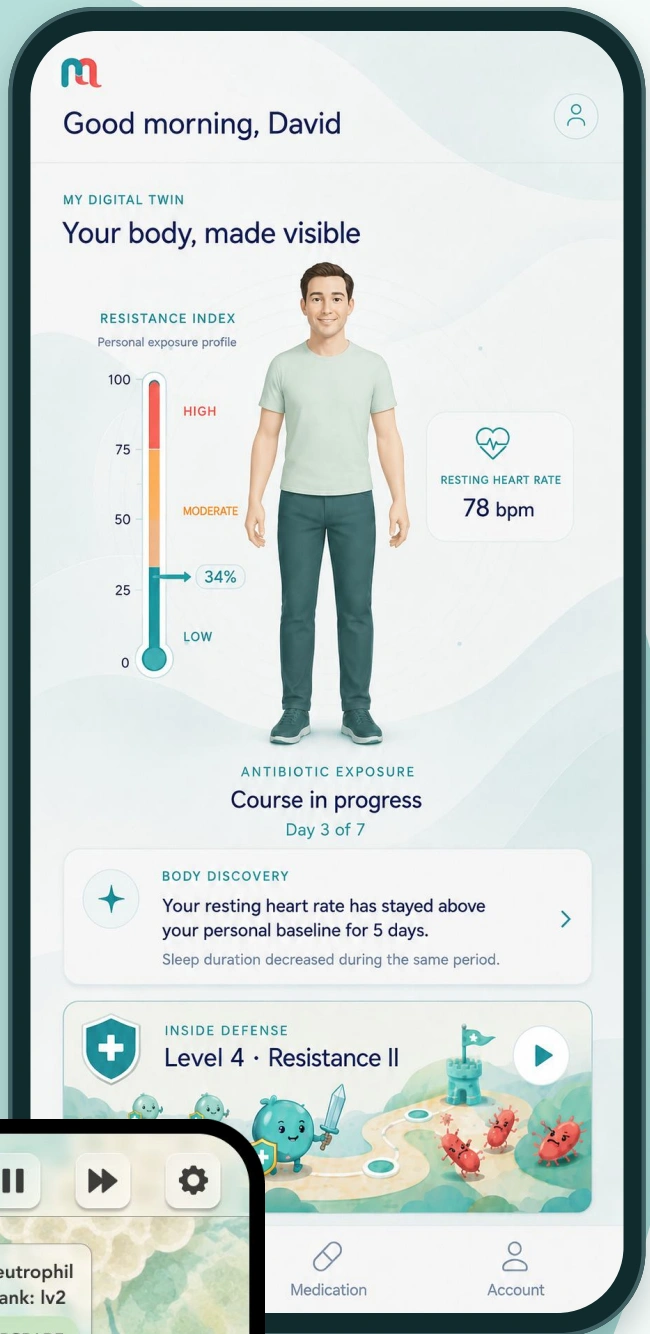 Good morning, David
MY DIGITAL TWIN
Your body, made visible
RESISTANCE INDEX
Personal exposure profile
100
HIGH
75
MODERATE
50
34%
25
LOW
0
RESTING HEART RATE
78 bpm
ANTIBIOTIC EXPOSURE
Course in progress
Day 3 of 7
BODY DISCOVERY
Your resting heart rate has stayed above
your personal baseline for 5 days.
Sleep duration decreased during the same period.
INSIDE DEFENSE
Level 4 · Resistance II
eutrophil
ank: lv2
Medication
Account